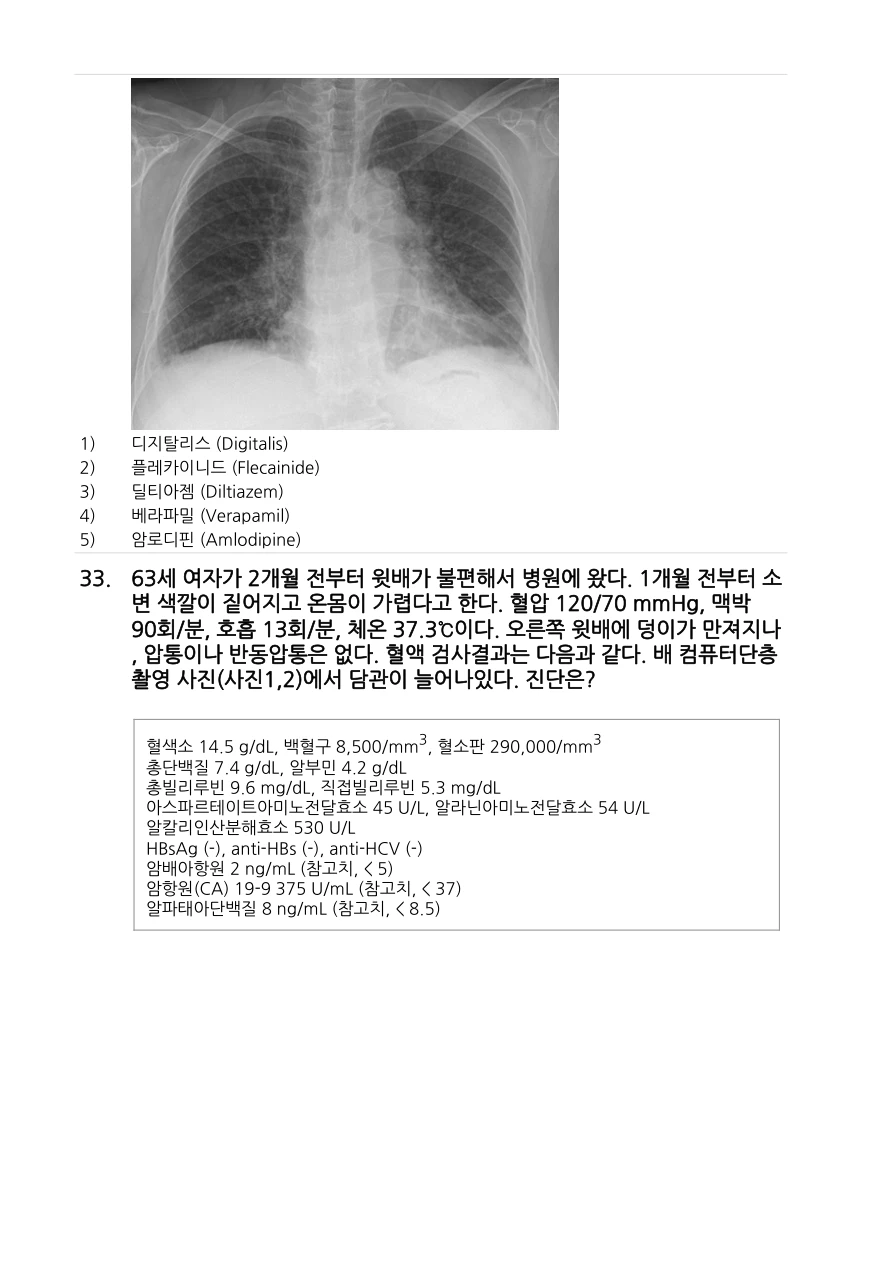 1) 디지탈리스 (Digitalis)
2) 플레카이니드 (Flecainide)
3) 딜티아젬 (Diltiazem)
4) 베라파밀 (Verapamil)
5) 암로디핀 (Amlodipine)
33. 63세 여자가 2개월 전부터 윗배가 불편해서 병원에 왔다. 1개월 전부터 소
변 색깔이 짙어지고 온몸이 가렵다고 한다. 혈압 120/70 mmHg, 맥박
90회/분, 호흡 13회/분, 체온 37.3℃이다. 오른쪽 윗배에 덩이가 만져지나
, 압통이나 반동압통은 없다. 혈액 검사결과는 다음과 같다. 배 컴퓨터단층
촬영 사진(사진1,2)에서 담관이 늘어나있다. 진단은?
혈색소 14.5 g/dL, 백혈구 8,500/mm³, 혈소판 290,000/mm³
총단백질 7.4 g/dL, 알부민 4.2 g/dL
총빌리루빈 9.6 mg/dL, 직접빌리루빈 5.3 mg/dL
아스파르테이트아미노전달효소 45 U/L, 알라닌아미노전달효소 54 U/L
알칼리인산분해효소 530 U/L
HBsAg (-), anti-HBs (-), anti-HCV (-)
암배아항원 2 ng/mL (참고치, < 5)
암항원(CA) 19-9 375 U/mL (참고치, < 37)
알파태아단백질 8 ng/mL (참고치, < 8.5)